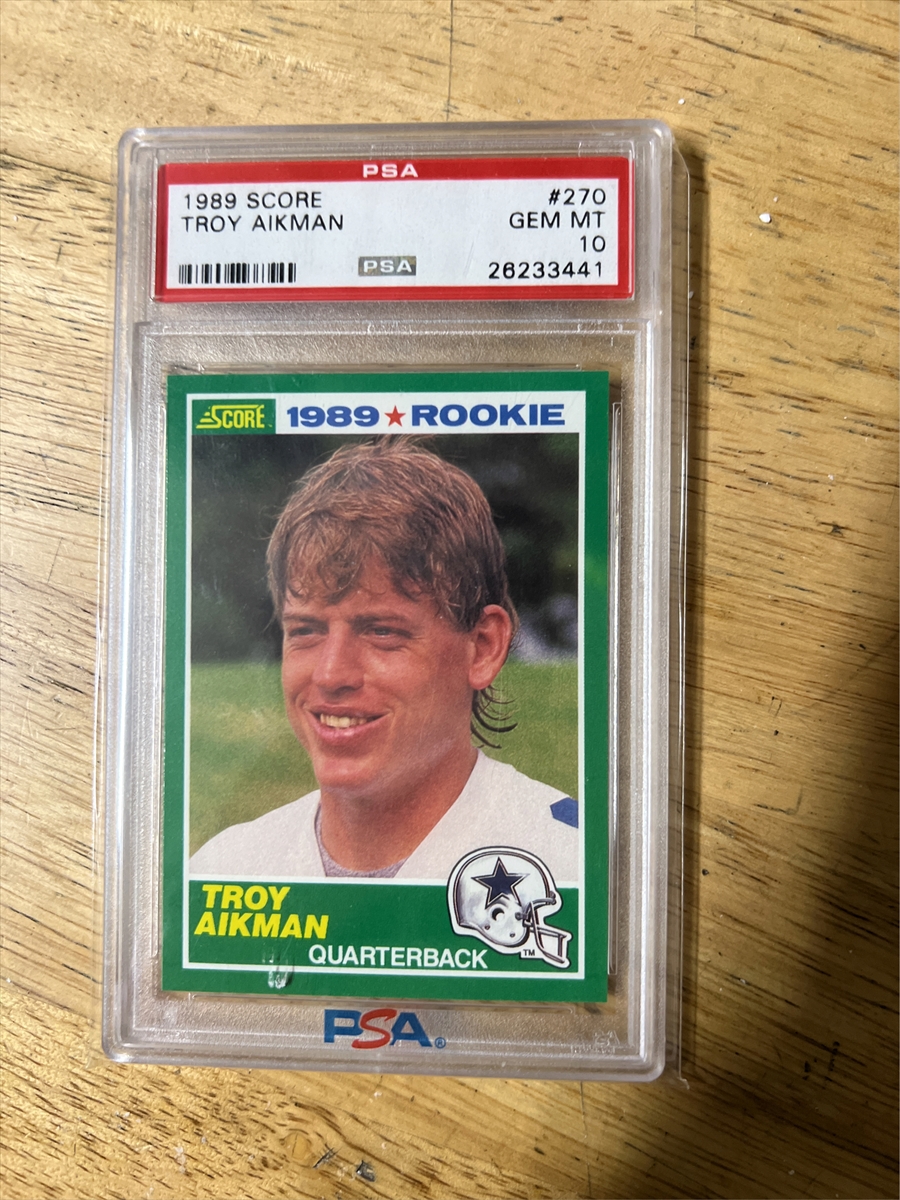 PSA
1989 SCORE #270
TROY AIKMAN GEM MT
10
PSA 26233441
SCORE 1989 ROOKIE
TROY
AIKMAN
QUARTERBACK
TM
PSA®